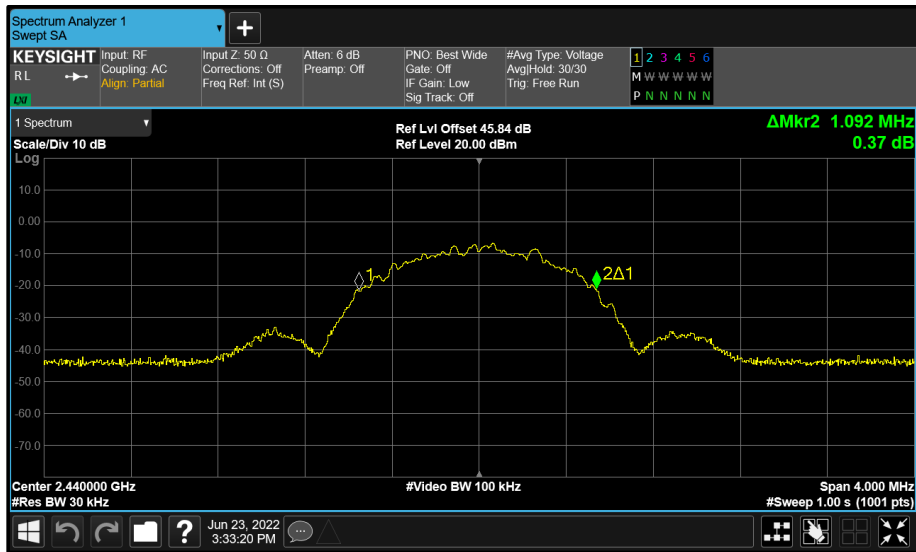 Spectrum Analyzer 1
Swept SA
+
KEYSIGHT
RL
LXI
Input: RF
Coupling: AC
Align: Partial
Input Z: 50 Ω
Corrections: Off
Freq Ref: Int (S)
Atten: 6 dB
Preamp: Off
PNO: Best Wide
Gate: Off
IF Gain: Low
Sig Track: Off
#Avg Type: Voltage
Avg|Hold: 30/30
Trig: Free Run
1 2 3 4 5 6
M W W W W W
P N N N N N
1 Spectrum
Scale/Div 10 dB
Ref Lvl Offset 45.84 dB
Ref Level 20.00 dBm
ΔMkr2 1.092 MHz
0.37 dB
Log
10.0
0.00
-10.0
-20.0
-30.0
-40.0
-50.0
-60.0
-70.0
1
2Δ1
Center 2.440000 GHz
#Res BW 30 kHz
#Video BW 100 kHz
Span 4.000 MHz
#Sweep 1.00 s (1001 pts)
?
Jun 23, 2022
3:33:20 PM